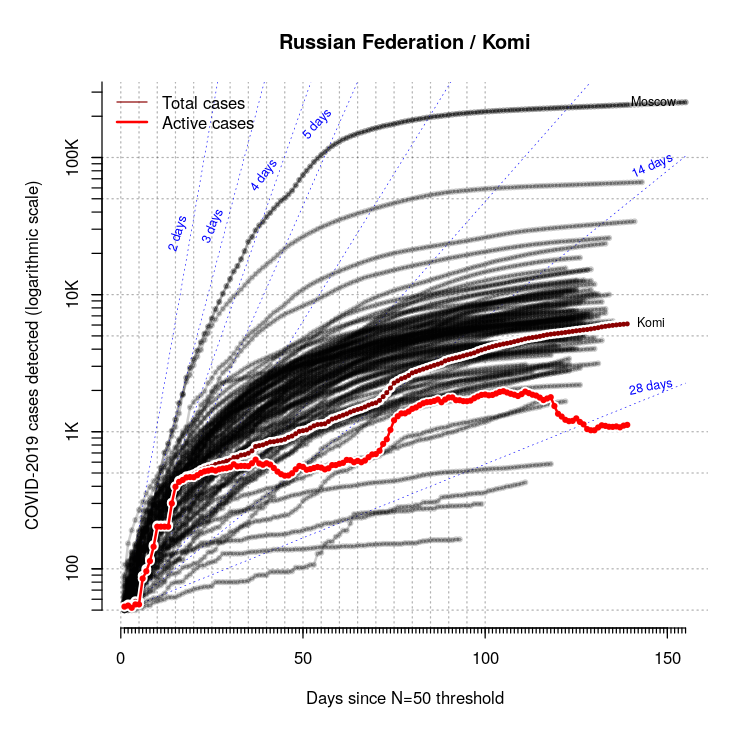 Russian Federation / Komi
Total cases
Active cases
Moscow
2 days
3 days
4 days
5 days
14 days
28 days
Komi
COVID-2019 cases detected (logarithmic scale)
100K
10K
1K
100
0
50
100
150
Days since N=50 threshold